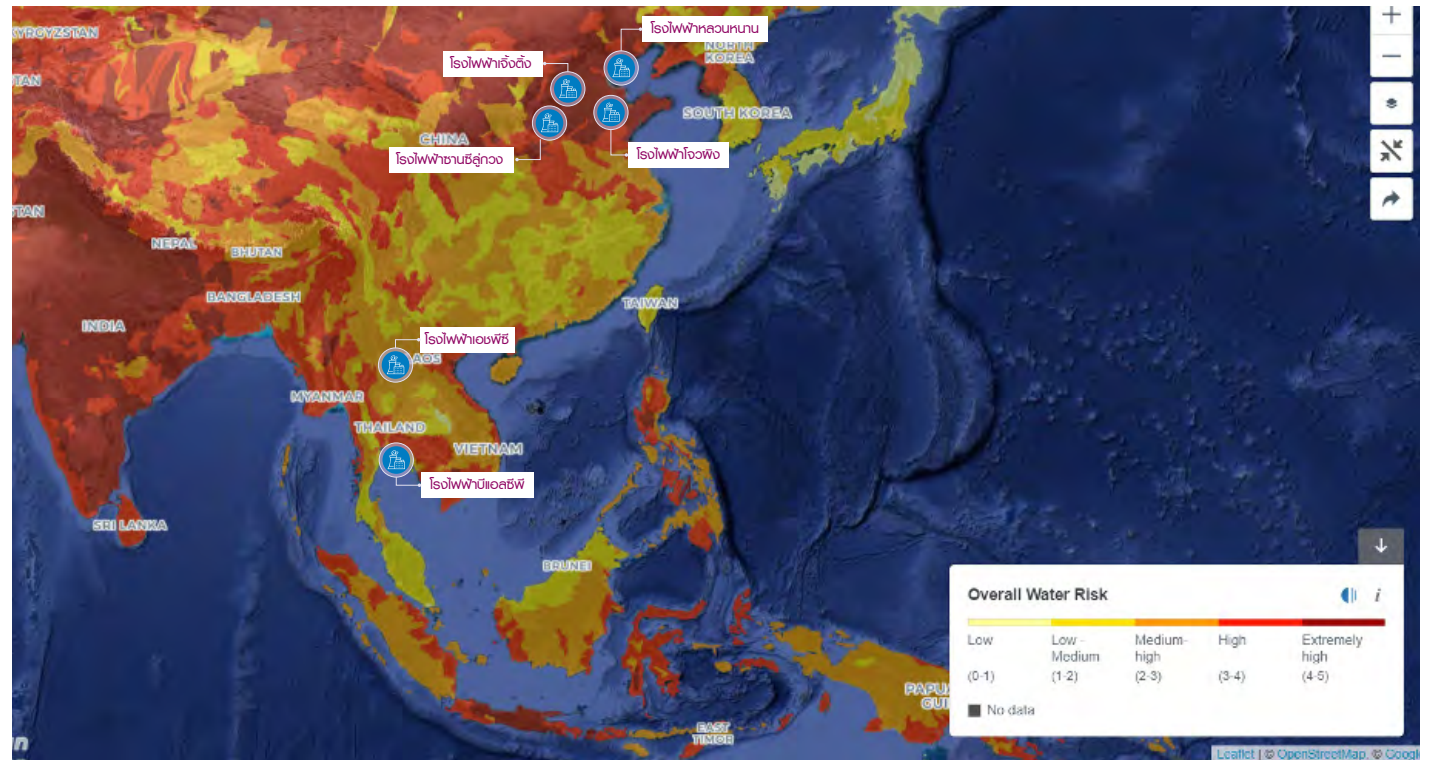 KYRGYZSTAN
NORTH
KOREA
โรงไฟฟ้าหลวนหนาน
โรงไฟฟ้าเจิ้งติ้ง
TAN
SOUTH KOREA
CHINA
โรงไฟฟ้าซานซีลู่กวง
โรงไฟฟ้าโจวผิง
TAN
NEPAL
BHUTAN
BANGLADESH
TAIWAN
INDIA
โรงไฟฟ้าเอชพีซี
AOS
MYANMAR
THAILAND
VIETNAM
โรงไฟฟ้าบีแอลซีพี
SRI LANKA
BRUNEI
PAPU
GUI
EAST
TIMOR
Overall Water Risk
i
Low
(0-1)
Low -
Medium
(1-2)
Medium-
high
(2-3)
High
(3-4)
Extremely
high
(4-5)
No data
n
Leaflet | © OpenStreetMap, © Googl